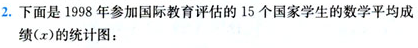 2. 下面是 1998 年参加国际教育评估的 15 个国家学生的数学平均成
绩(x)的统计图: